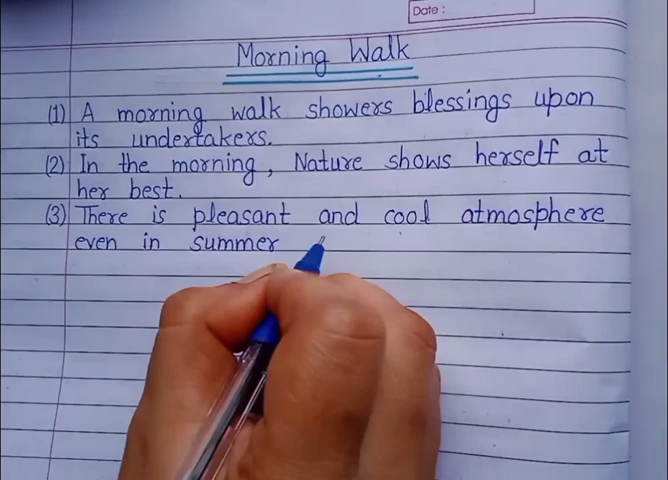 Date :
Morning Walk
(1) A morning walk showers blessings upon
its undertakers.
(2) In the morning, Nature shows herself at
her best.
(3) There is pleasant and cool atmosphere
even in summer